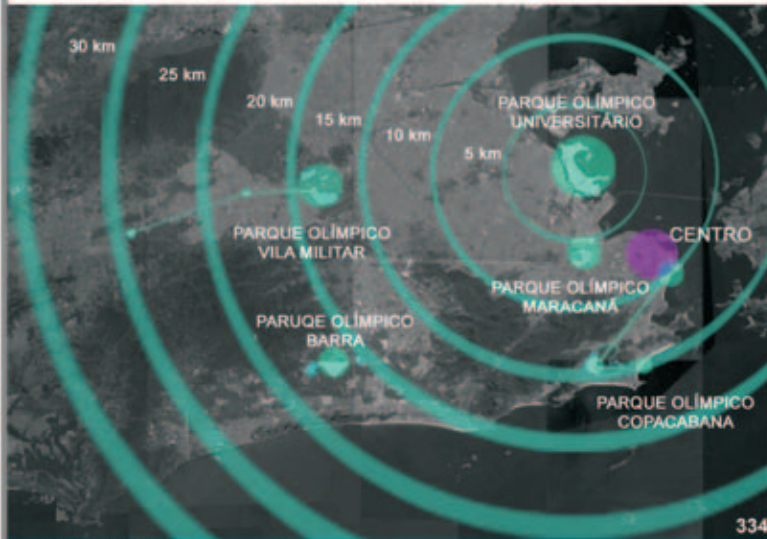 30 km
25 km
20 km
15 km
10 km
5 km
PARQUE OLÍMPICO
UNIVERSITÁRIO
PARQUE OLÍMPICO
VILA MILITAR
CENTRO
PARQUE OLÍMPICO
MARACANÃ
PARUQE OLÍMPICO
BARRA
PARQUE OLÍMPICO
COPACABANA
334